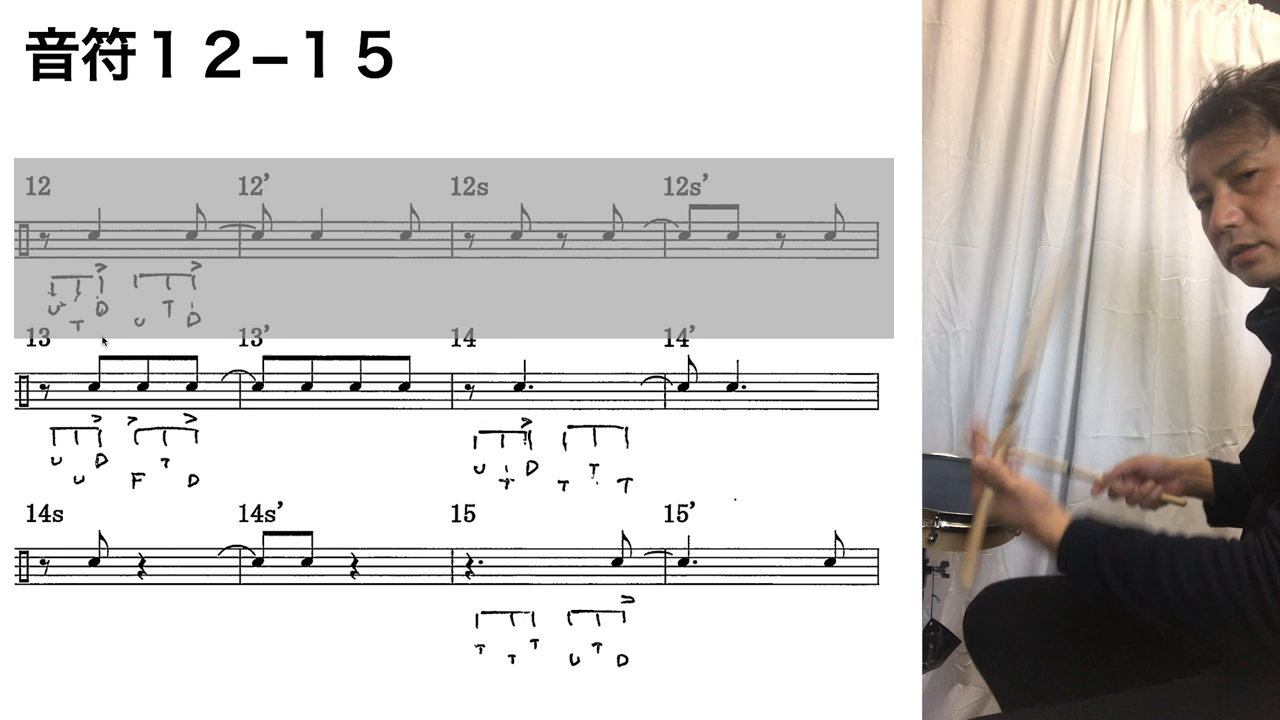 音符１２−１５
12 12’ 12s 12s’
U T D U T D
13 13’ 14 14’
U U D F T D U T D T T T
14s 14s’ 15 15’
T T T U T D